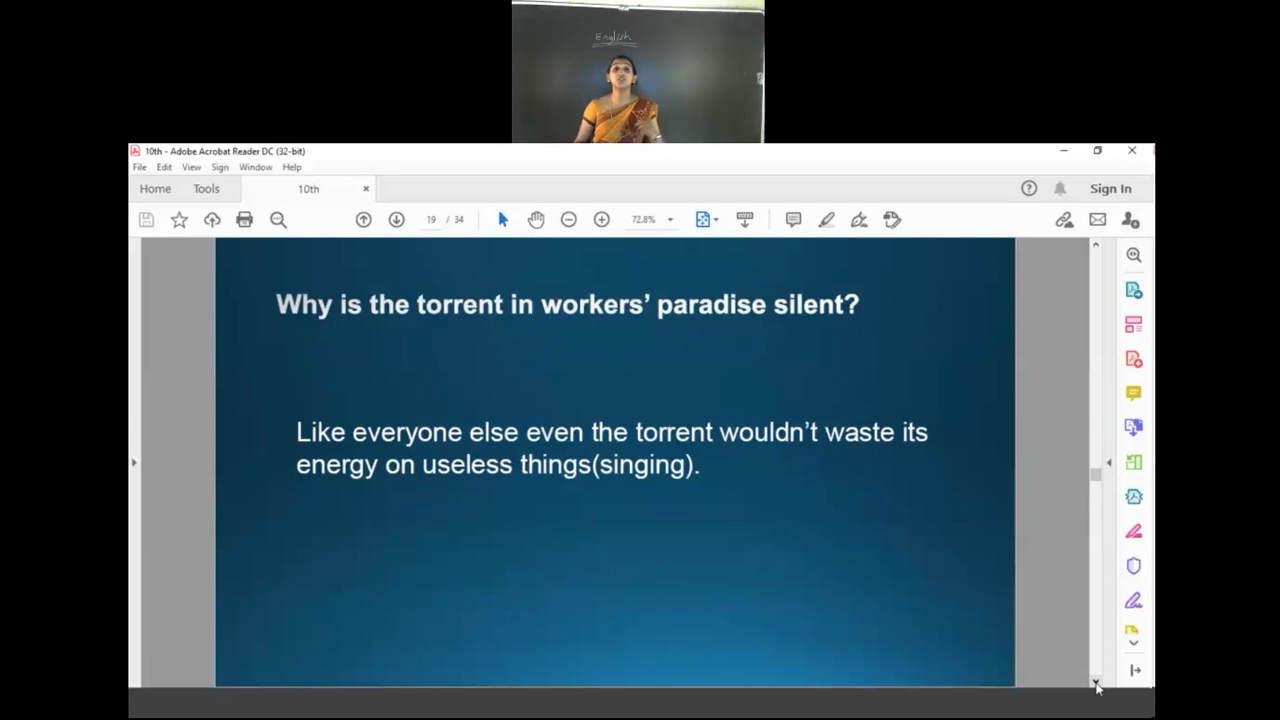 English
10th - Adobe Acrobat Reader DC (32-bit)
File Edit View Sign Window Help
Home Tools 10th Sign In
19 / 34 72.8%
Why is the torrent in workers’ paradise silent?
Like everyone else even the torrent wouldn’t waste its
energy on useless things(singing).